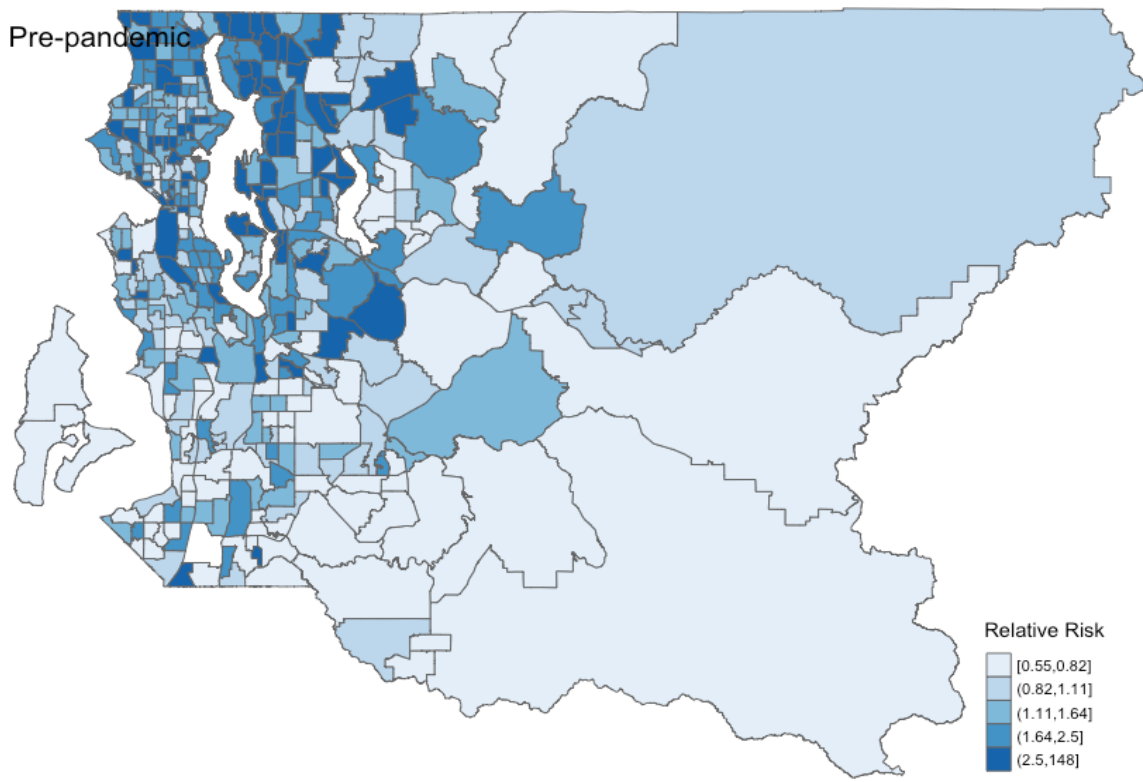 Pre-pandemic
Relative Risk
[0.55,0.82]
(0.82,1.11]
(1.11,1.64]
(1.64,2.5]
(2.5,148]